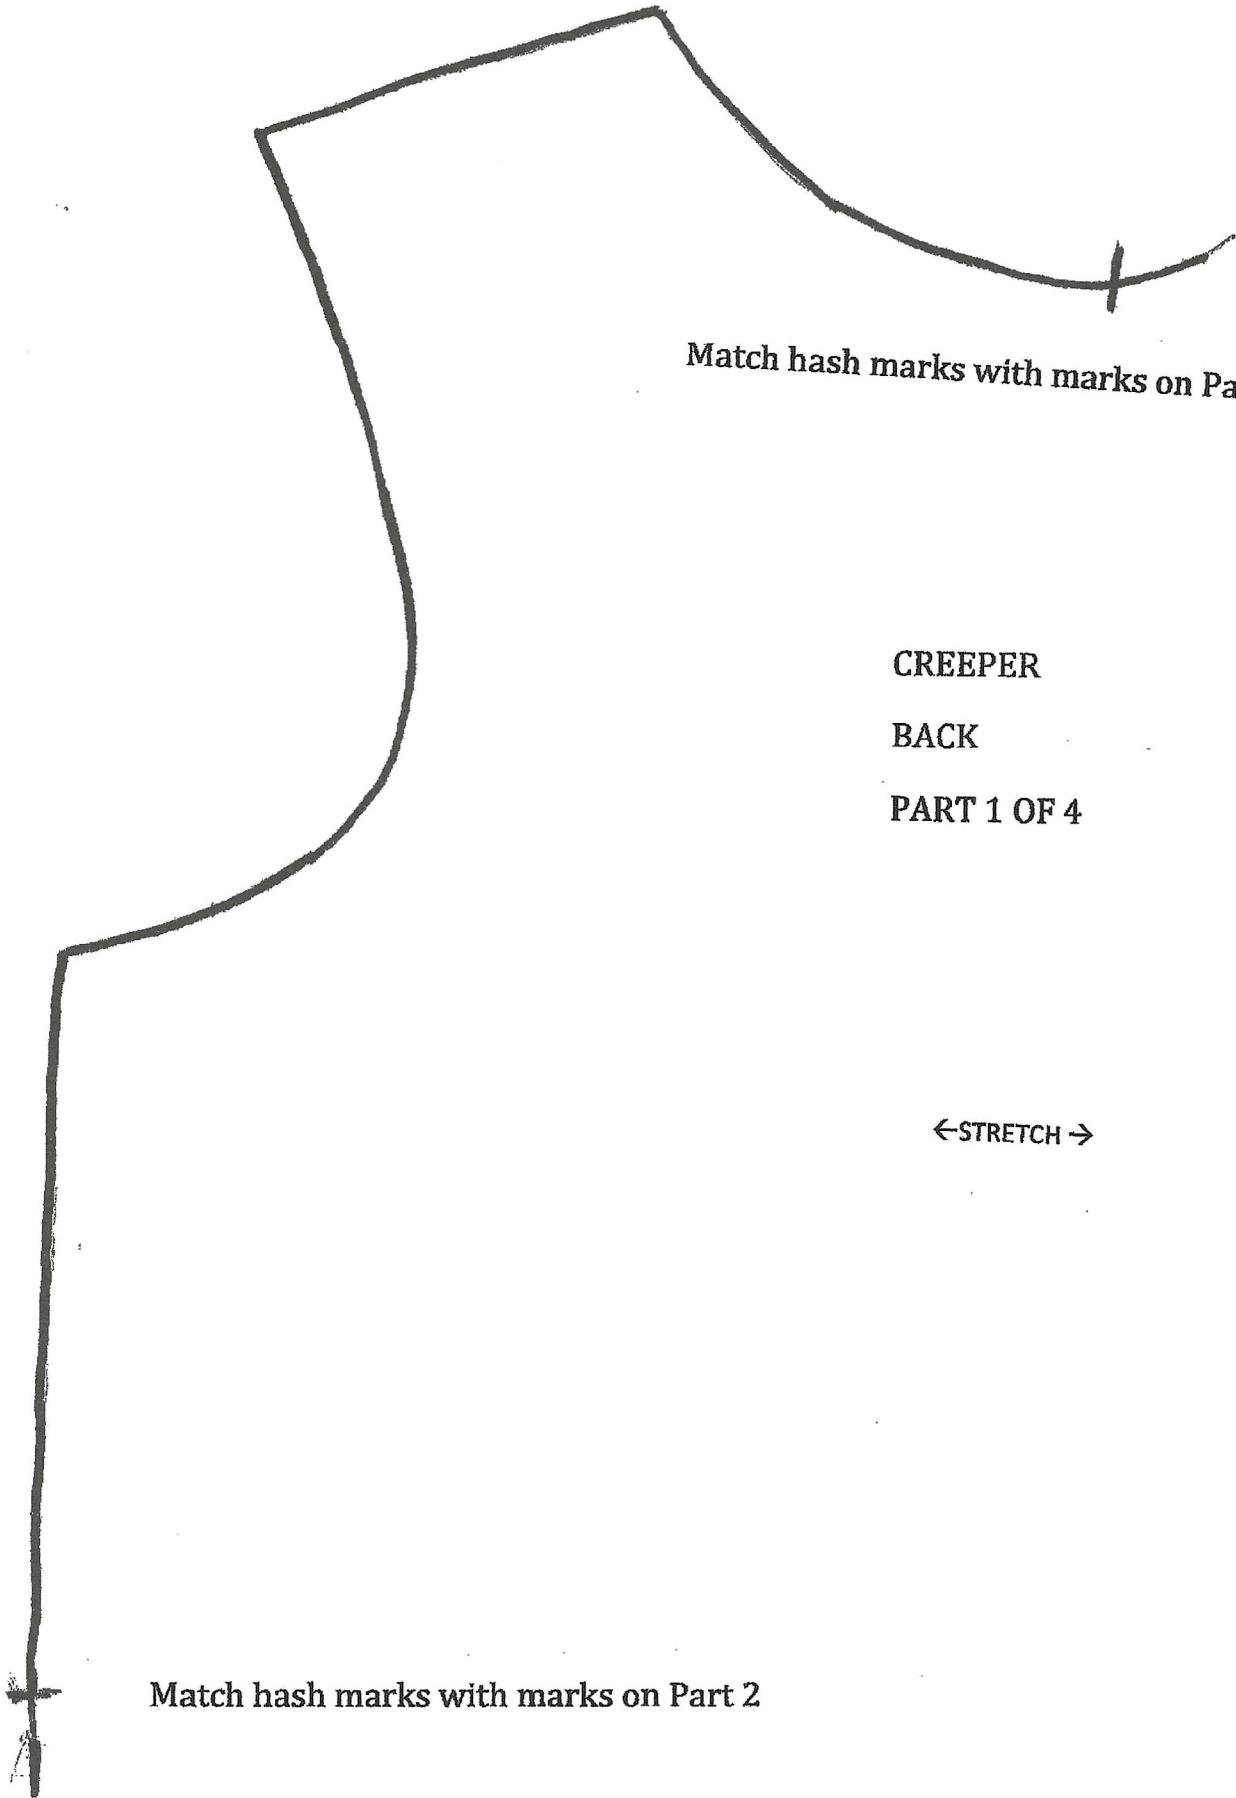 Match hash marks with marks on Pa
CREEPER
BACK
PART 1 OF 4
←STRETCH →
Match hash marks with marks on Part 2